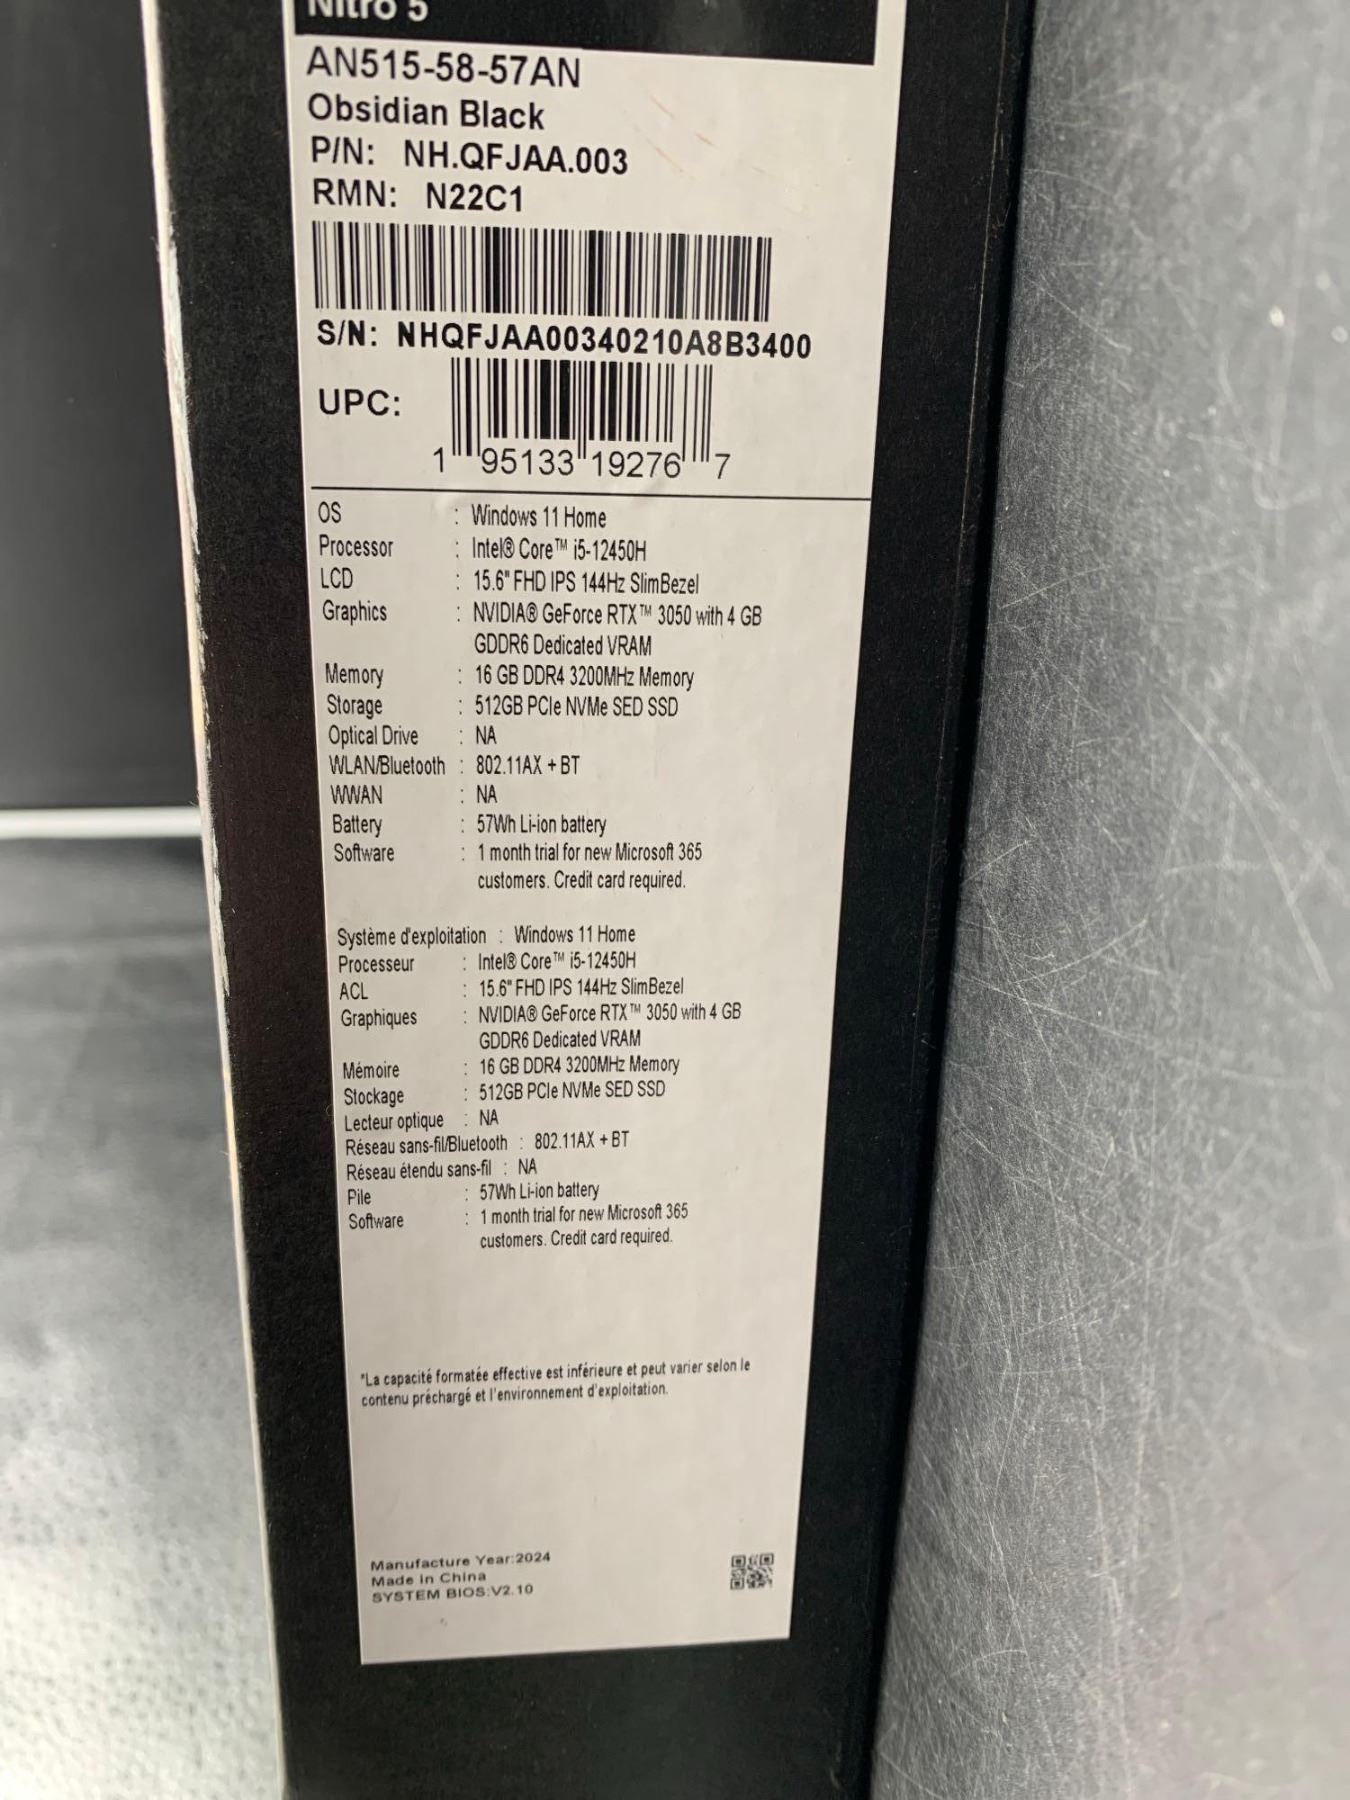 Nitro 5
AN515-58-57AN
Obsidian Black
P/N: NH.QFJAA.003
RMN: N22C1
S/N: NHQFJAA00340210A8B3400
UPC:
1 95133 19276 7
OS : Windows 11 Home
Processor : Intel® Core™ i5-12450H
LCD : 15.6" FHD IPS 144Hz SlimBezel
Graphics : NVIDIA® GeForce RTX™ 3050 with 4 GB
GDDR6 Dedicated VRAM
Memory : 16 GB DDR4 3200MHz Memory
Storage : 512GB PCIe NVMe SED SSD
Optical Drive : NA
WLAN/Bluetooth : 802.11AX + BT
WWAN : NA
Battery : 57Wh Li-ion battery
Software : 1 month trial for new Microsoft 365
customers. Credit card required.
Système d'exploitation : Windows 11 Home
Processeur : Intel® Core™ i5-12450H
ACL : 15.6" FHD IPS 144Hz SlimBezel
Graphiques : NVIDIA® GeForce RTX™ 3050 with 4 GB
GDDR6 Dedicated VRAM
Mémoire : 16 GB DDR4 3200MHz Memory
Stockage : 512GB PCIe NVMe SED SSD
Lecteur optique : NA
Réseau sans-fil/Bluetooth : 802.11AX + BT
Réseau étendu sans-fil : NA
Pile : 57Wh Li-ion battery
Software : 1 month trial for new Microsoft 365
customers. Credit card required.
*La capacité formatée effective est inférieure et peut varier selon le
contenu préchargé et l'environnement d'exploitation.
Manufacture Year:2024
Made in China
SYSTEM BIOS:V2.10